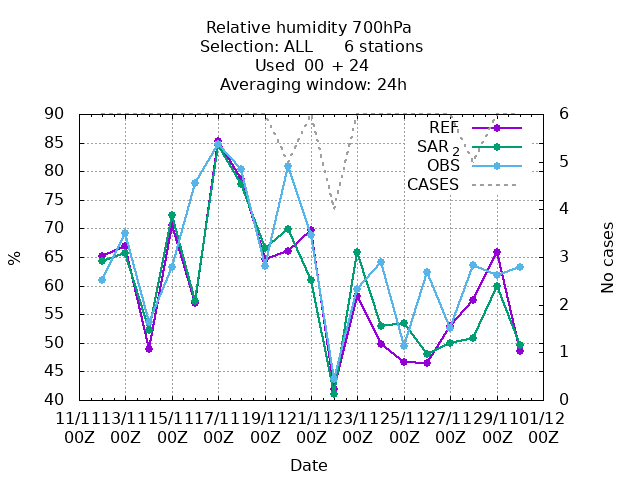 Relative humidity 700hPa
Selection: ALL 6 stations
Used 00 + 24
Averaging window: 24h
90
85
80
75
70
65
60
55
50
45
40
%
6
5
4
3
2
1
0
No cases
REF
SAR 2
OBS
CASES
11/11 13/11 15/11 17/11 19/11 21/11 23/11 25/11 27/11 29/11 01/12
00Z 00Z 00Z 00Z 00Z 00Z 00Z 00Z 00Z 00Z 00Z
Date